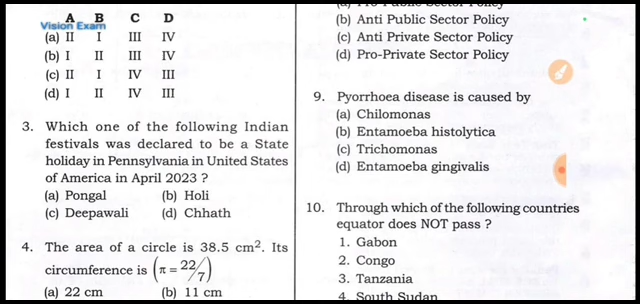 A B C D
Vision Exam
(a) II I III IV
(b) I II III IV
(c) II I IV III
(d) I II IV III
3. Which one of the following Indian
festivals was declared to be a State
holiday in Pennsylvania in United States
of America in April 2023 ?
(a) Pongal (b) Holi
(c) Deepawali (d) Chhath
4. The area of a circle is 38.5 cm². Its
circumference is (π = 22/7)
(a) 22 cm (b) 11 cm
(b) Anti Public Sector Policy
(c) Anti Private Sector Policy
(d) Pro-Private Sector Policy
9. Pyorrhoea disease is caused by
(a) Chilomonas
(b) Entamoeba histolytica
(c) Trichomonas
(d) Entamoeba gingivalis
10. Through which of the following countries
equator does NOT pass ?
1. Gabon
2. Congo
3. Tanzania
4. South Sudan